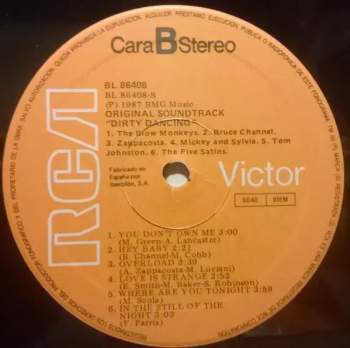 Cara B Stereo
BL 86408
BL 86408-B
(P) 1987 BMG Music
ORIGINAL SOUNDTRACK
"DIRTY DANCING"
1. The Blow Monkeys. 2. Bruce Channel.
3. Zappacosta. 4. Mickey and Sylvia. 5. Tom
Johnston. 6. The Five Satins.
Fabricado en
España por
Iberofón, S.A.
RCA
Victor
SGAE BIEM
1. YOU DON'T OWN ME 3:00
(M. Green-A. Lancaster)
2. HEY BABY 2:21
(B. Channel-M. Cobb)
3. OVERLOAD 3:39
(A. Zappacosta-M. Luciani)
4. LOVE IS STRANGE 2:52
(E. Smith-M. Baker-S. Robinson)
5. WHERE ARE YOU TONIGHT 3:59
(M. Scola)
6. IN THE STILL OF THE
NIGHT 3:03
(F. Parris)